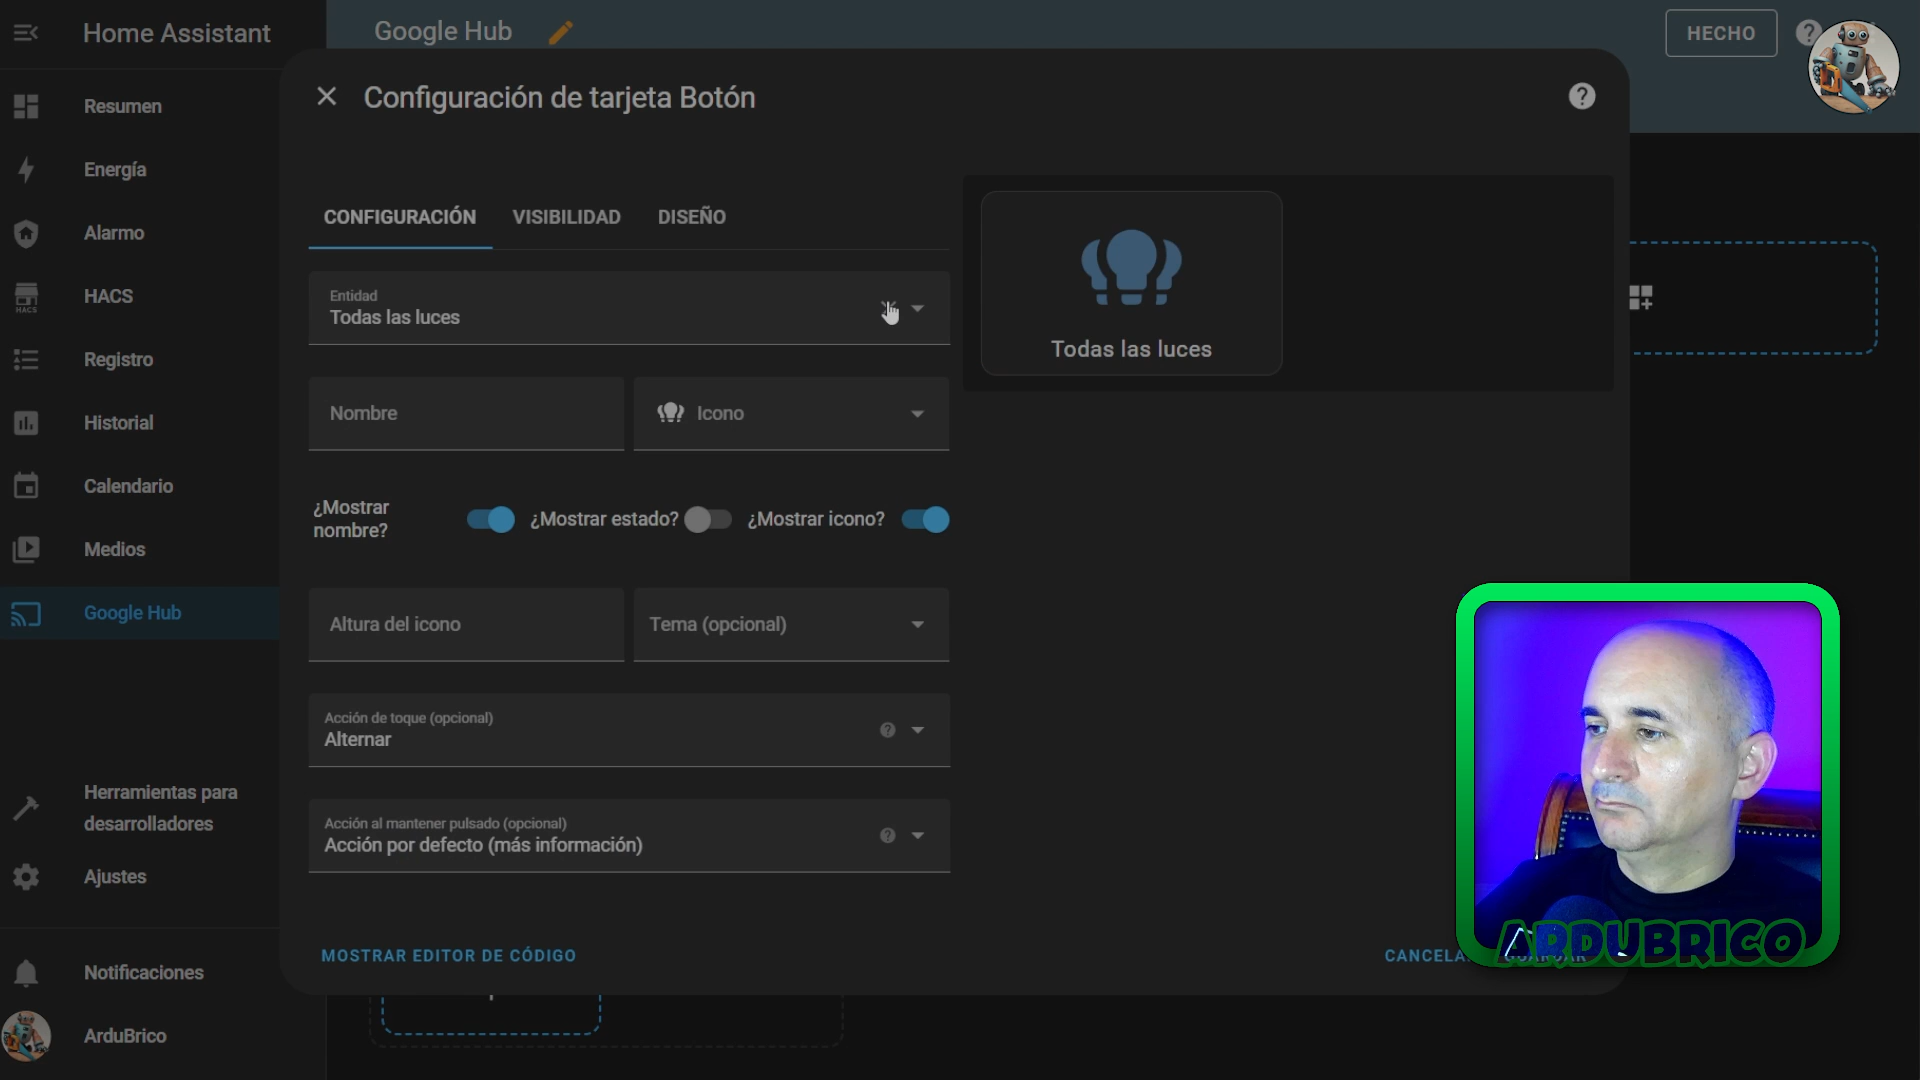 Home Assistant
Google Hub
HECHO
Resumen
Energía
Alarmo
HACS
HACS
Registro
Historial
Calendario
Medios
Google Hub
Herramientas para
desarrolladores
Ajustes
Notificaciones
ArduBrico
Configuración de tarjeta Botón
CONFIGURACIÓN
VISIBILIDAD
DISEÑO
Entidad
Todas las luces
Nombre
Icono
¿Mostrar
nombre?
¿Mostrar estado?
¿Mostrar icono?
Altura del icono
Tema (opcional)
Acción de toque (opcional)
Alternar
Acción al mantener pulsado (opcional)
Acción por defecto (más información)
MOSTRAR EDITOR DE CÓDIGO
Todas las luces
ARDUBRICO